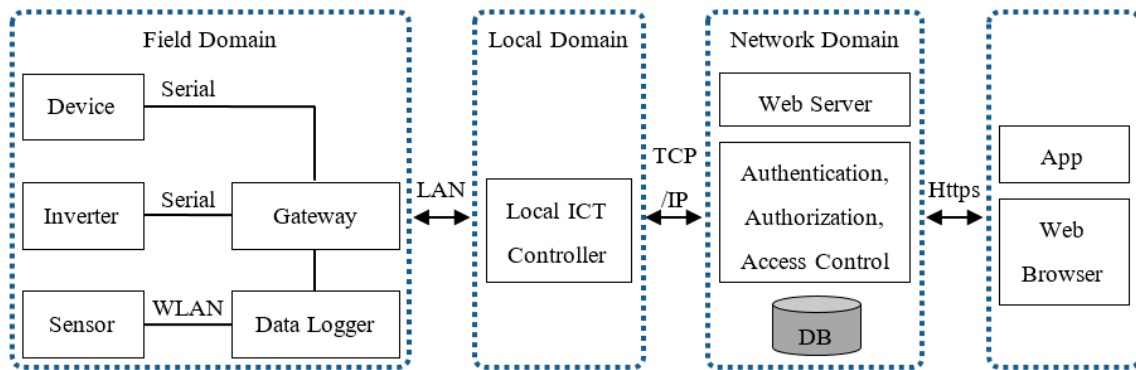 Field Domain
Device
Serial
Inverter
Serial
Gateway
Sensor
WLAN
Data Logger
LAN
Local Domain
Local ICT
Controller
TCP
/IP
Network Domain
Web Server
Authentication,
Authorization,
Access Control
DB
Https
App
Web
Browser